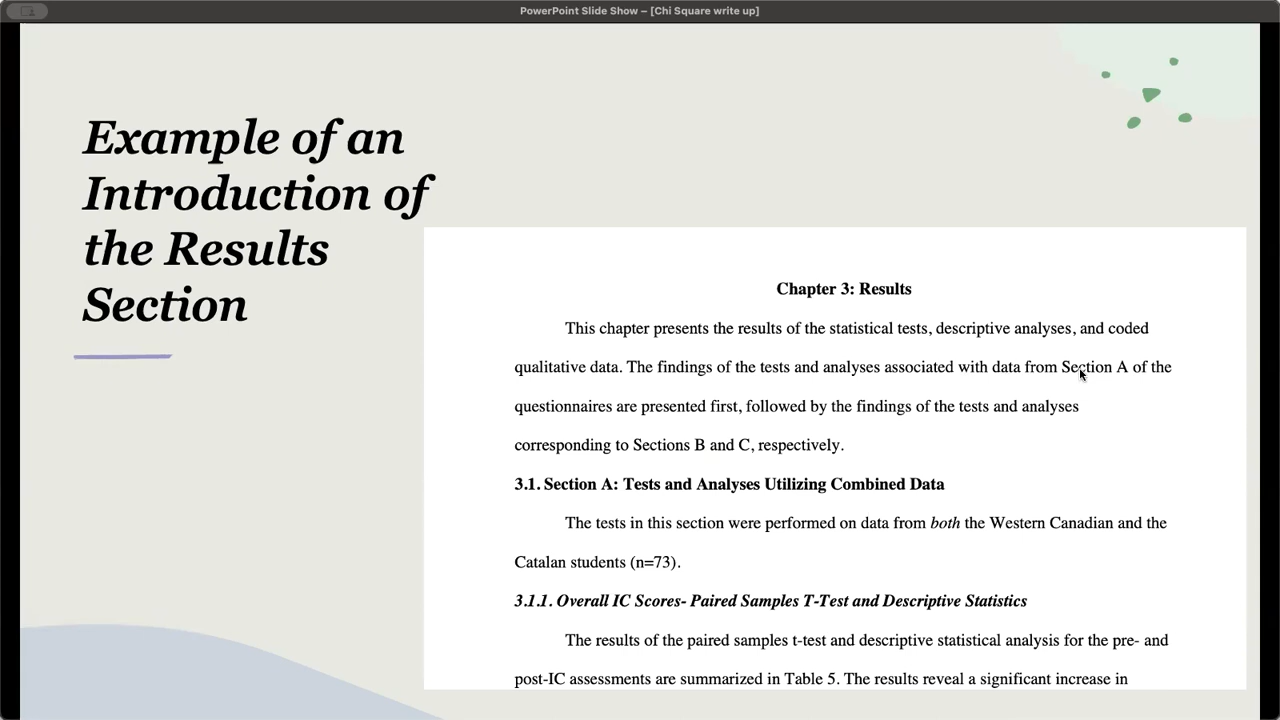 PowerPoint Slide Show – [Chi Square write up]
Example of an
Introduction of
the Results
Section
Chapter 3: Results
This chapter presents the results of the statistical tests, descriptive analyses, and coded
qualitative data. The findings of the tests and analyses associated with data from Section A of the
questionnaires are presented first, followed by the findings of the tests and analyses
corresponding to Sections B and C, respectively.
3.1. Section A: Tests and Analyses Utilizing Combined Data
The tests in this section were performed on data from both the Western Canadian and the
Catalan students (n=73).
3.1.1. Overall IC Scores- Paired Samples T-Test and Descriptive Statistics
The results of the paired samples t-test and descriptive statistical analysis for the pre- and
post-IC assessments are summarized in Table 5. The results reveal a significant increase in